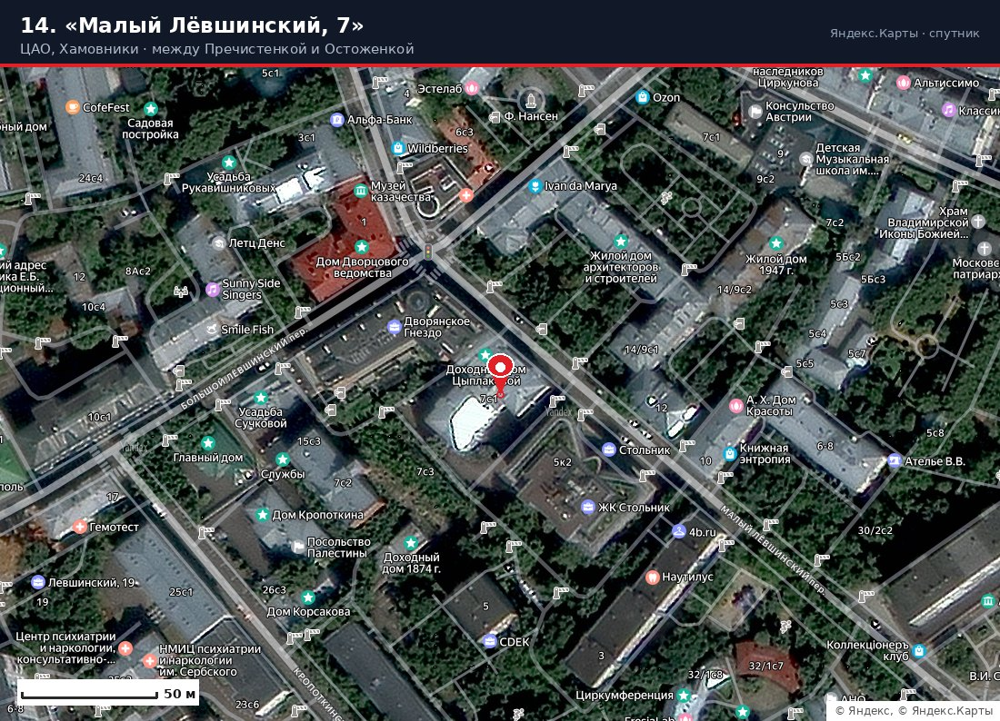 14. «Малый Лёвшинский, 7»
ЦАО, Хамовники · между Пречистенкой и Остоженкой
Яндекс.Карты · спутник
5с1
4
Эстелаб
Ozon
наследников
Циркунова
Альтиссимо
CofeFest
Садовая
постройка
ный дом
Альфа-Банк
Ф. Нансен
Консульство
Австрии
Классик
3с1
6с3
7с1
Wildberries
9
Детская
Музыкальная
школа им....
24с4
Усадьба
Рукавишниковых
Музей
казачества
Ivan da Marya
9с2
1
Храм
Владимирской
Иконы Божией...
7с2
Летц Денс
Дом Дворцового
ведомства
Жилой дом
архитекторов
и строителей
Жилой дом
1947 г.
5Бс2
Московс
патриар
ий адрес
ика Е.Б.
ционный...
12
8Ас2
5Бс3
Sunny Side
Singers
14/9с2
10с4
5с3
Smile Fish
Дворянское
Гнездо
5с4
14/9с1
5с7
БОЛЬШОЙ ЛЁВШИНСКИЙ пер.
Доходный дом
Цыплаковой
5с5
7с1
Усадьба
Сучковой
Yandex
12
А. Х. Дом
Красоты
10с1
5с8
15с3
Yandex
Главный дом
Стольник
6-8
Книжная
энтропия
Службы
7с3
5к2
10
Ателье В.В.
7с2
поль
17
Гемотест
Дом Кропоткина
ЖК Стольник
МАЛЫЙ ЛЁВШИНСКИЙ пер.
30/2с2
4b.ru
Посольство
Палестины
Доходный
дом 1874 г.
Левшинский, 19
Наутилус
19
25с1
26с3
Дом Корсакова
5
CDEK
Центр психиатрии
и наркологии,
консультативно-...
НМИЦ психиатрии
и наркологии
им. Сербского
Коллекціонеръ
клуб
3
32/1с8
32/1с7
КРОПОТКИНС
В.И. С
50 м
Циркумференция
23с6
6-8
АНО
FrosiaLab
© Яндекс, © Яндекс.Карты